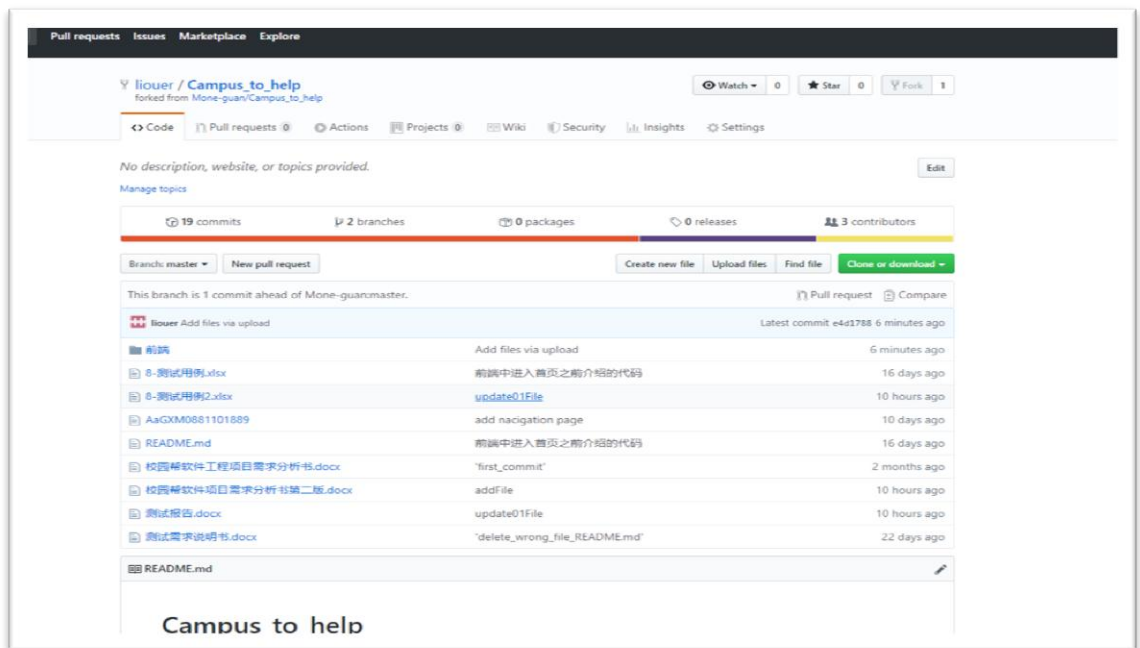 Pull requests Issues Marketplace Explore
liouer / Campus_to_help
forked from Mone-guan/Campus_to_help
Watch 0 Star 0 Fork 1
Code Pull requests 0 Actions Projects 0 Wiki Security Insights Settings
No description, website, or topics provided. Edit
Manage topics
19 commits 2 branches 0 packages 0 releases 3 contributors
Branch: master New pull request Create new file Upload files Find file Clone or download
This branch is 1 commit ahead of Mone-guan:master. Pull request Compare
liouer Add files via upload Latest commit e4d1788 6 minutes ago
前端 Add files via upload 6 minutes ago
8-测试用例.xlsx 前端中进入首页之前介绍的代码 16 days ago
8-测试用例2.xlsx update01File 10 hours ago
AaGXM0881101889 add nacigation page 10 days ago
README.md 前端中进入首页之前介绍的代码 16 days ago
校园帮软件工程项目需求分析书.docx 'first_commit' 2 months ago
校园帮软件项目需求分析书第二版.docx addFile 10 hours ago
测试报告.docx update01File 10 hours ago
测试需求说明书.docx 'delete_wrong_file_README.md' 22 days ago
README.md
Campus to help